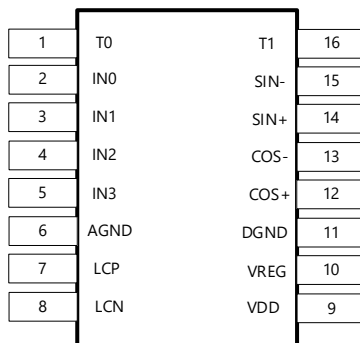 1 T0 T1 16
2 IN0 SIN- 15
3 IN1 SIN+ 14
4 IN2 COS- 13
5 IN3 COS+ 12
6 AGND DGND 11
7 LCP VREG 10
8 LCN VDD 9